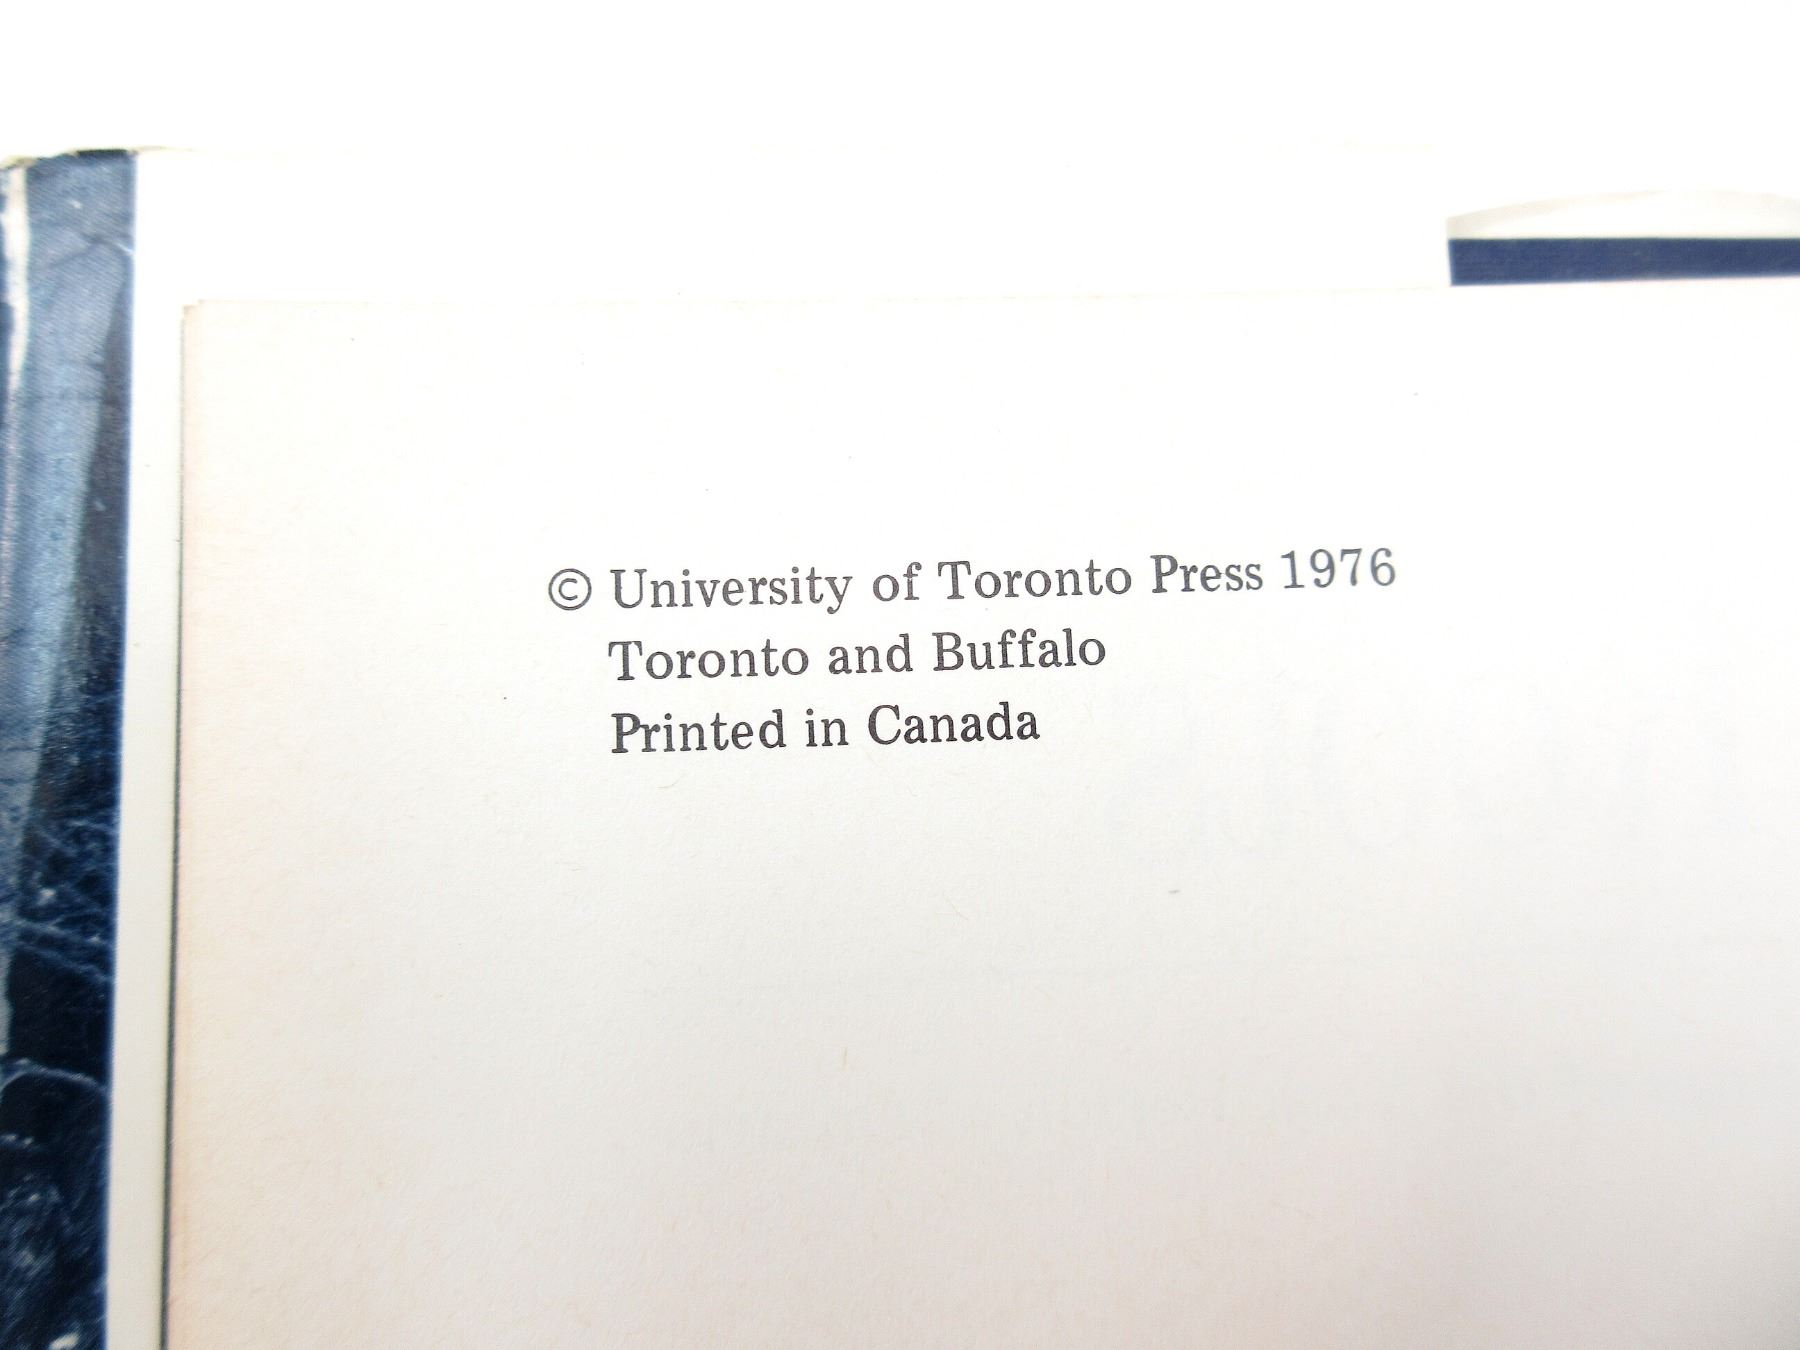 © University of Toronto Press 1976
Toronto and Buffalo
Printed in Canada